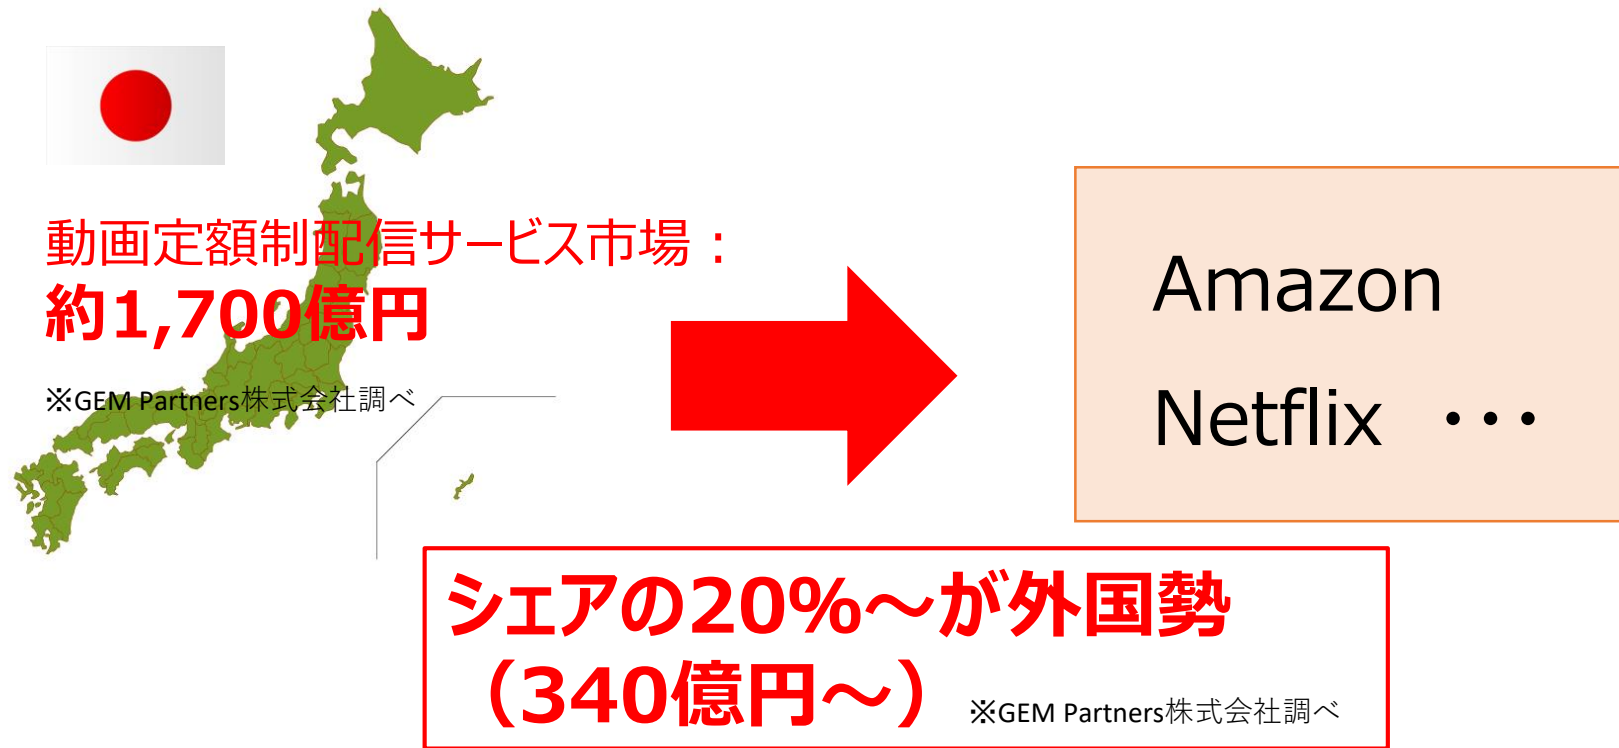 動画定額制配信サービス市場：
約1,700億円
※GEM Partners株式会社調べ
Amazon
Netflix ・・・
シェアの20%～が外国勢
（340億円～） ※GEM Partners株式会社調べ